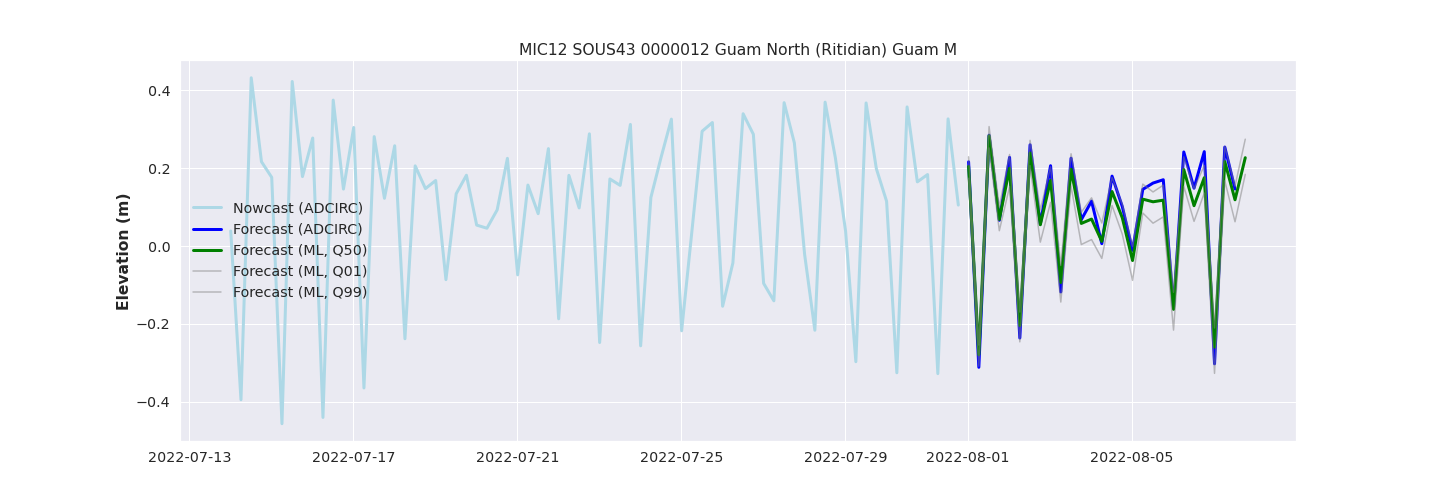 MIC12 SOUS43 0000012 Guam North (Ritidian) Guam M
Elevation (m)
0.4
0.2
0.0
−0.2
−0.4
Nowcast (ADCIRC)
Forecast (ADCIRC)
Forecast (ML, Q50)
Forecast (ML, Q01)
Forecast (ML, Q99)
2022-07-13
2022-07-17
2022-07-21
2022-07-25
2022-07-29
2022-08-01
2022-08-05